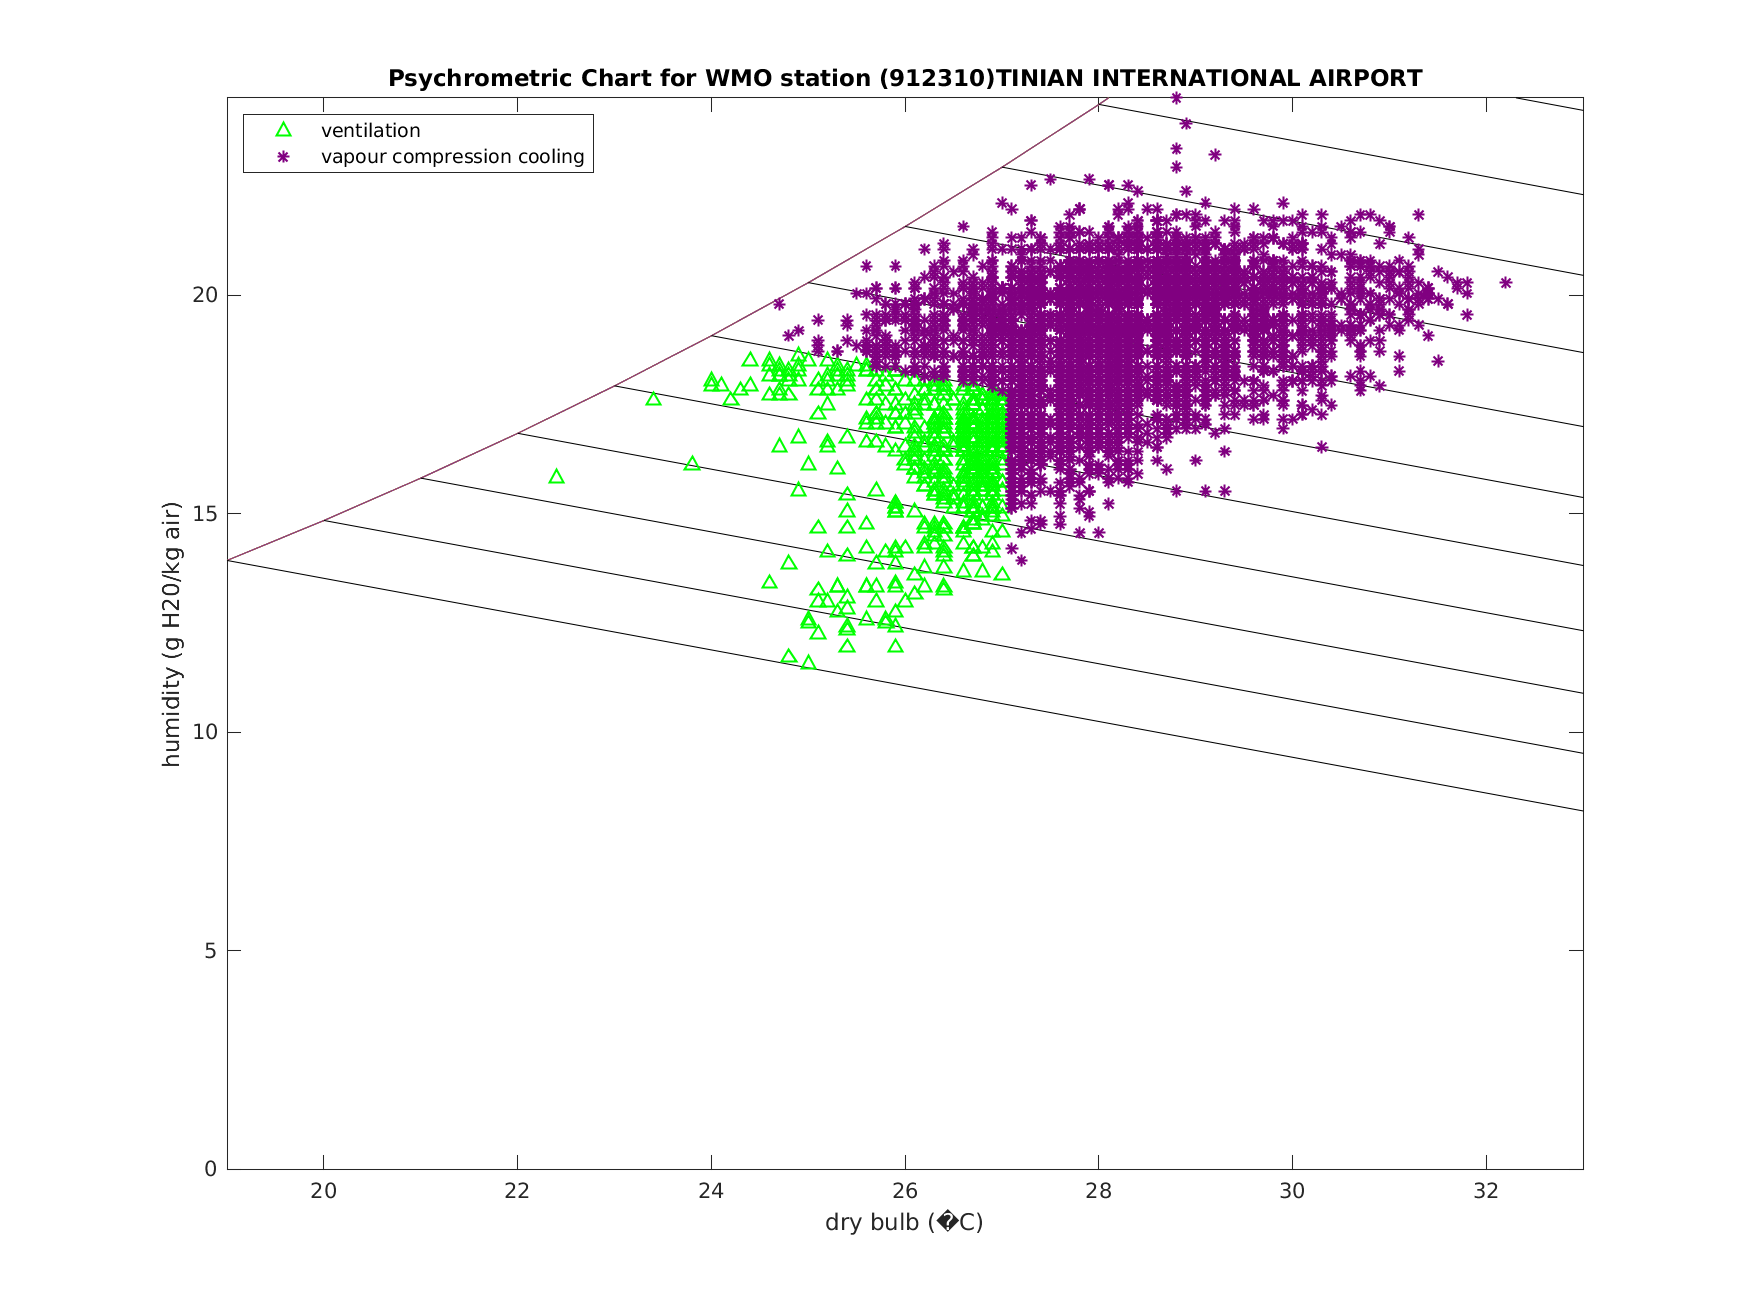 Psychrometric Chart for WMO station (912310)TINIAN INTERNATIONAL AIRPORT
ventilation
vapour compression cooling
humidity (g H20/kg air)
20
15
10
5
0
20 22 24 26 28 30 32
dry bulb (�C)